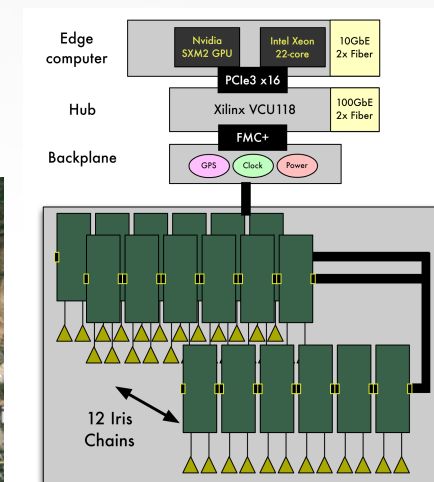 Edge
computer
Nvidia
SXM2 GPU
Intel Xeon
22-core
10GbE
2x Fiber
PCIe3 x16
Hub
Xilinx VCU118
100GbE
2x Fiber
FMC+
Backplane
GPS
Clock
Power
12 Iris
Chains